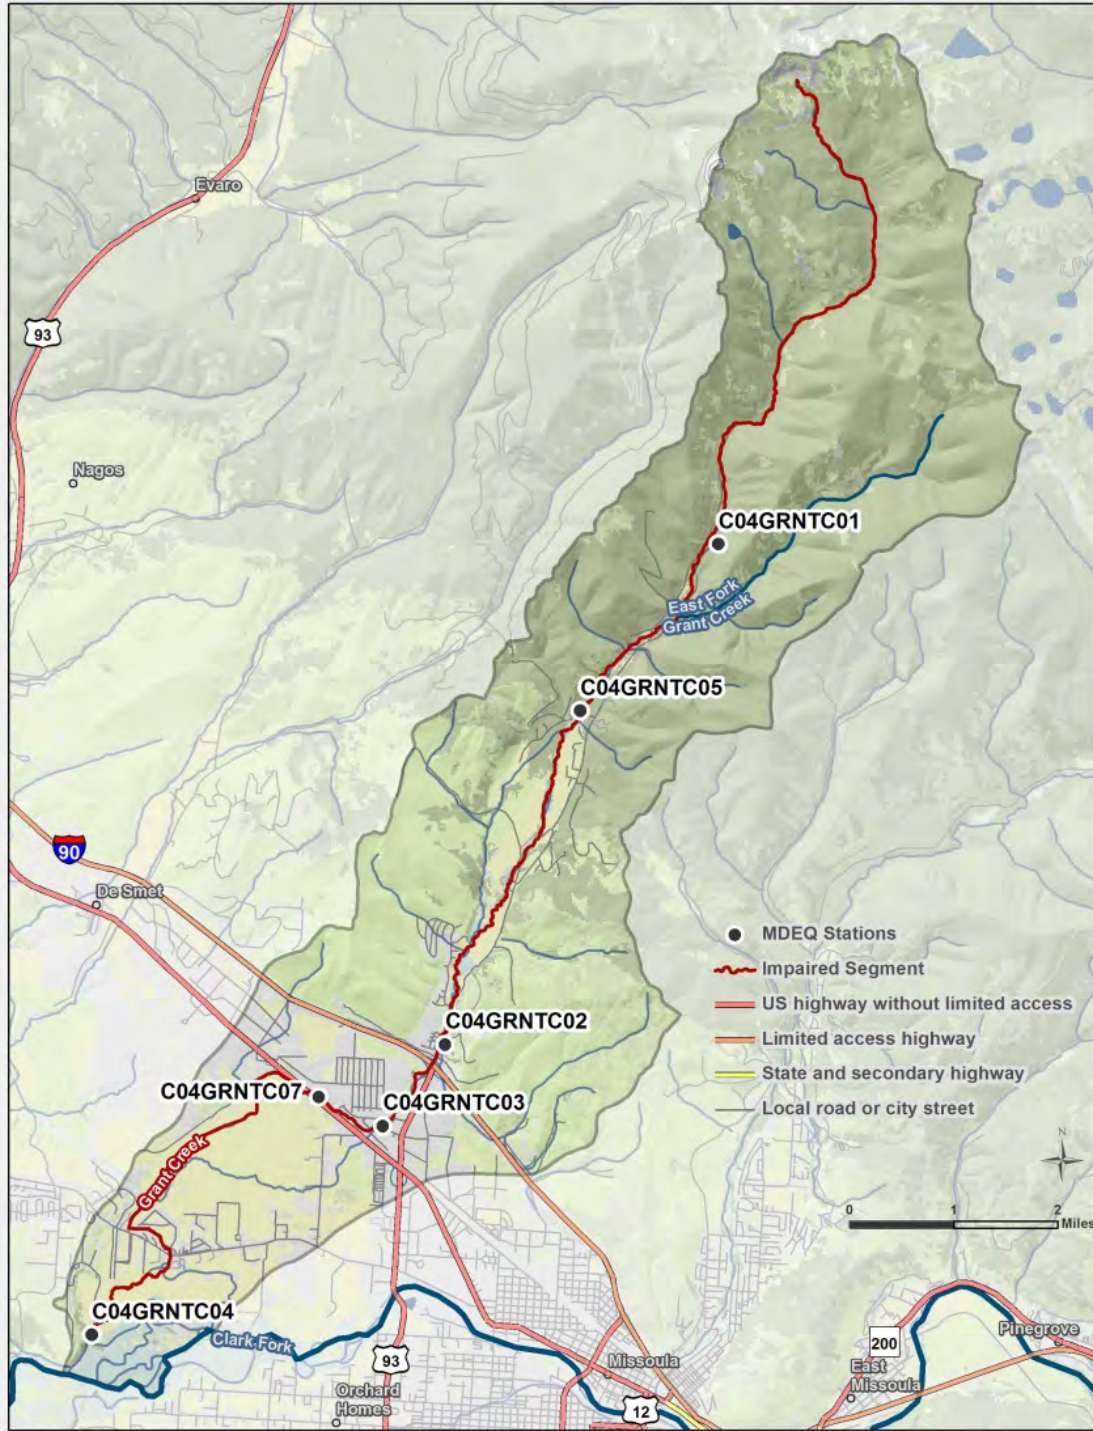 Evaro
93
Nagos
C04GRNTC01
East Fork
Grant Creek
C04GRNTC05
90
De Smet
MDEQ Stations
Impaired Segment
US highway without limited access
Limited access highway
State and secondary highway
Local road or city street
C04GRNTC02
C04GRNTC07
C04GRNTC03
Grant Creek
N
0 1 2
Miles
C04GRNTC04
Clark Fork
93
Missoula
200
Pinegrove
East
Missoula
Orchard
Homes
12